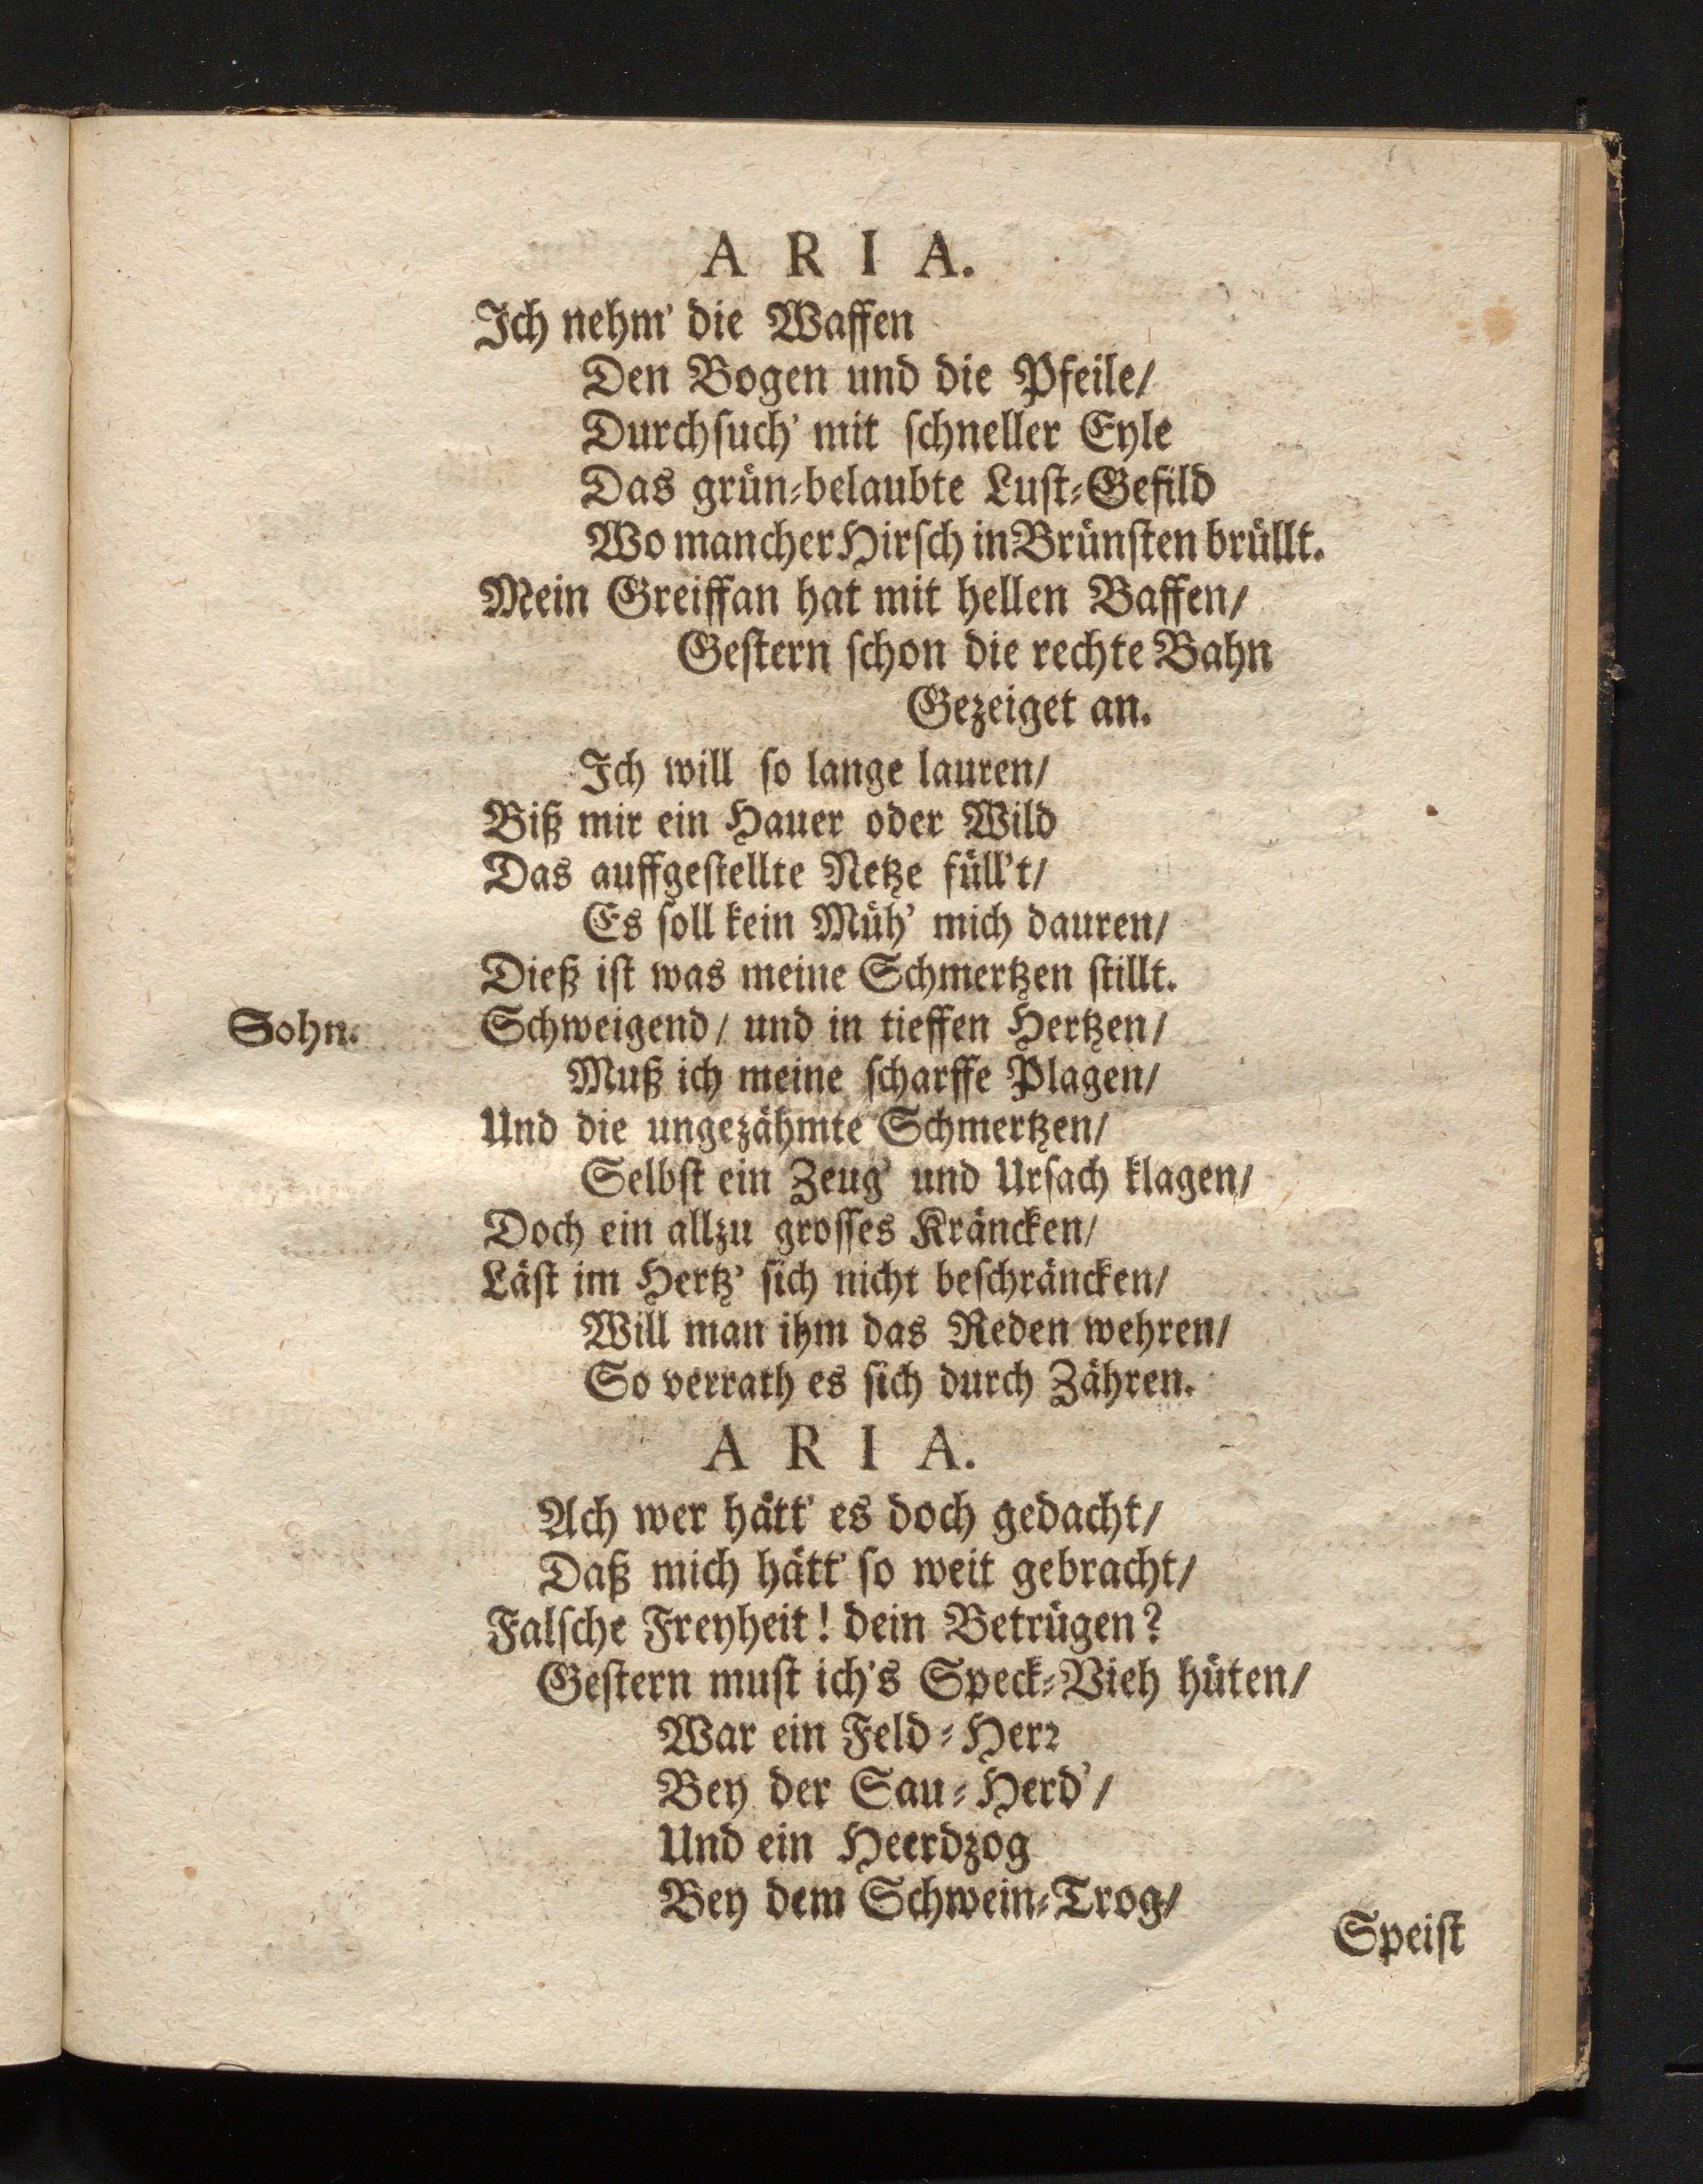 ARIA.
Ich nehm' die Waffen
Den Bogen und die Pfeile/
Durchsuch' mit schneller Eyle
Das grün-belaubte Lust-Gefild
Wo mancher Hirsch in Brünsten brüllt.
Mein Greiffan hat mit hellen Baffen/
Gestern schon die rechte Bahn
Gezeiget an.
Ich will so lange lauren/
Biß mir ein Hauer oder Wild
Das auffgestellte Netze füll't/
Es soll kein Müh' mich dauren/
Dieß ist was meine Schmertzen stillt.
Sohn. Schweigend/ und in tieffen Hertzen/
Muß ich meine scharffe Plagen/
Und die ungezähmte Schmertzen/
Selbst ein Zeug' und Ursach klagen/
Doch ein allzu grosses Kräncken/
Läst im Hertz' sich nicht beschräncken/
Will man ihm das Reden wehren/
So verrath es sich durch Zähren.
ARIA.
Ach wer hätt' es doch gedacht/
Daß mich hätt' so weit gebracht/
Falsche Freyheit! dein Betrügen?
Gestern must ich's Speck-Vieh hüten/
War ein Feld-Herr
Bey der Sau-Herd'/
Und ein Heerdzog
Bey dem Schwein-Trog/
Speist